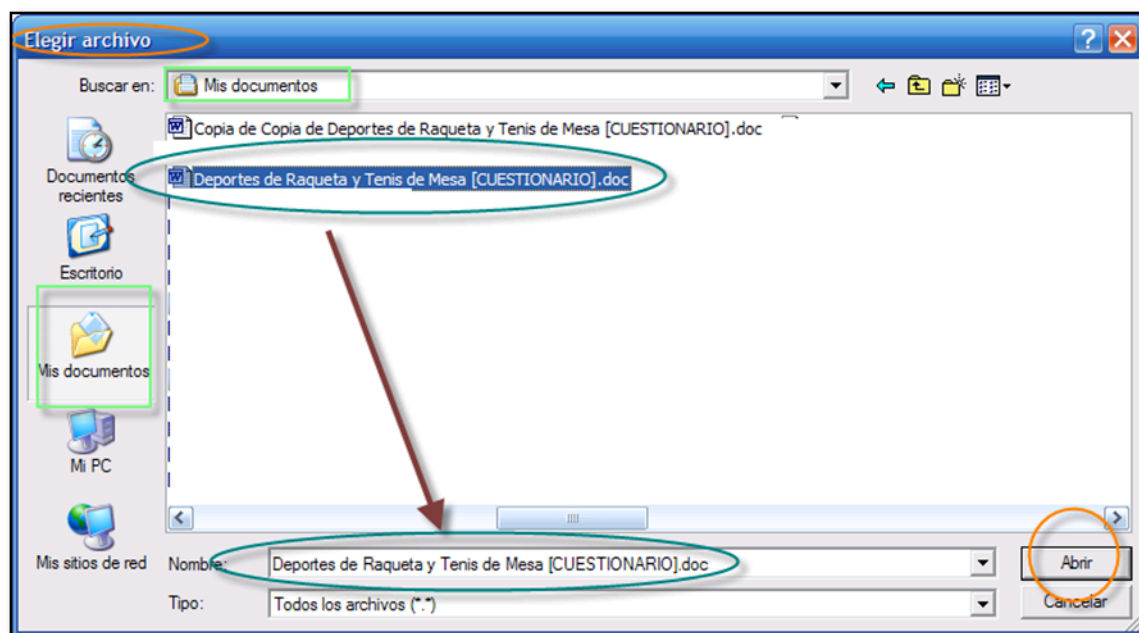 Elegir archivo
Buscar en:
Mis documentos
Copia de Copia de Deportes de Raqueta y Tenis de Mesa [CUESTIONARIO].doc
Deportes de Raqueta y Tenis de Mesa [CUESTIONARIO].doc
Documentos
recientes
Escritorio
Mis documentos
Mi PC
Mis sitios de red
Nombre:
Deportes de Raqueta y Tenis de Mesa [CUESTIONARIO].doc
Abrir
Tipo:
Todos los archivos (*.*)
Cancelar